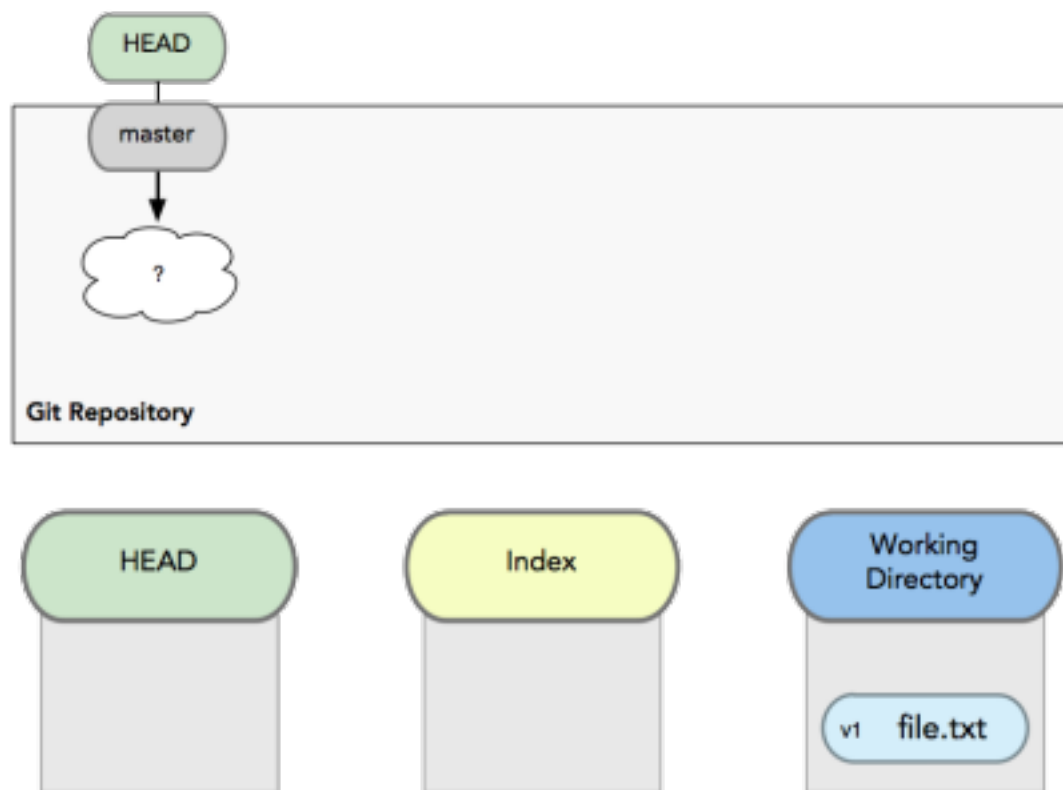 HEAD
master
?
Git Repository
HEAD
Index
Working
Directory
v1 file.txt